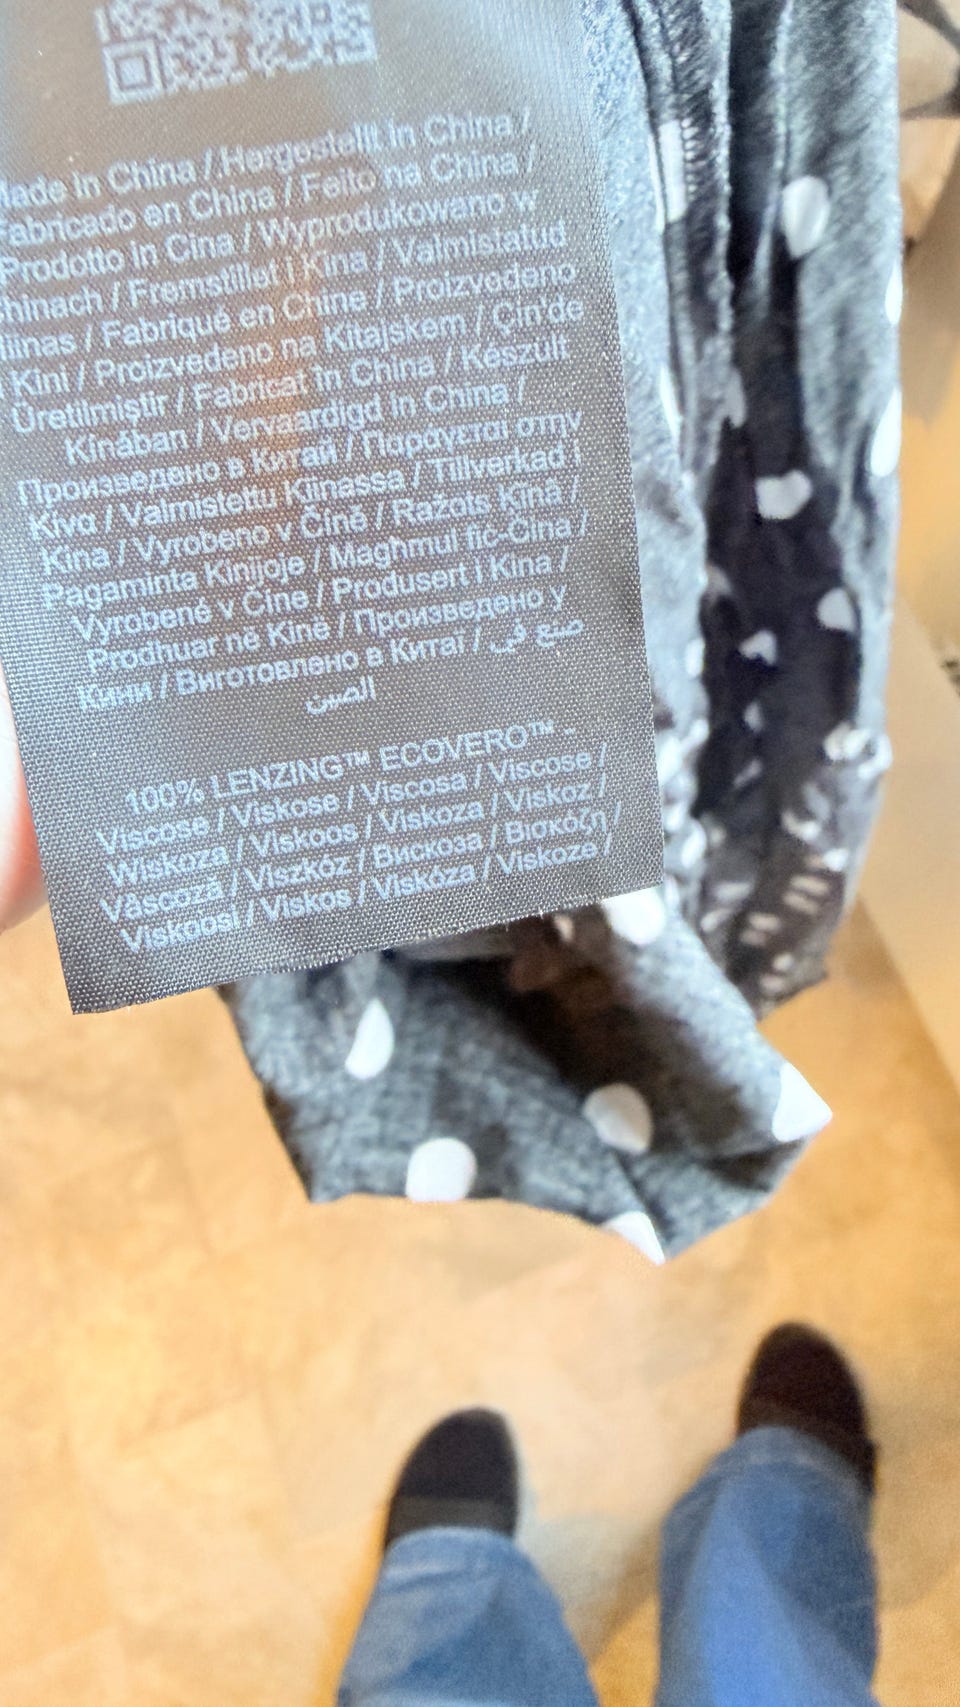 Made in China / Hergestellt in China /
Fabricado en China / Feito na China /
Prodotto in Cina / Wyprodukowano w
Chinach / Fremstillet i Kina / Valmistatud
Hiinas / Fabriqué en Chine / Proizvedeno
Kini / Proizvedeno na Kitajskem / Çin'de
Üretilmiştir / Fabricat în China / Készült
Kínában / Vervaardigd in China /
Произведено в Китай / Παράγεται στην
Κίνα / Valmistettu Kiinassa / Tillverkad i
Kina / Vyrobeno v Číně / Ražots Ķīnā /
Pagaminta Kinijoje / Magħmul fiċ-Ċina /
Vyrobené v Číne / Produsert i Kina /
Prodhuar në Kinë / Произведено у
Кини / Виготовлено в Китаї / صنع في
الصين
100% LENZING™ ECOVERO™ -
Viscose / Viskose / Viscosa / Viscose /
Wiskoza / Viskoos / Viskoza / Viskoz /
Vâscoză / Viszkóz / Вискоза / Βισκόζη /
Viskoosi / Viskos / Viskóza / Viskoze /